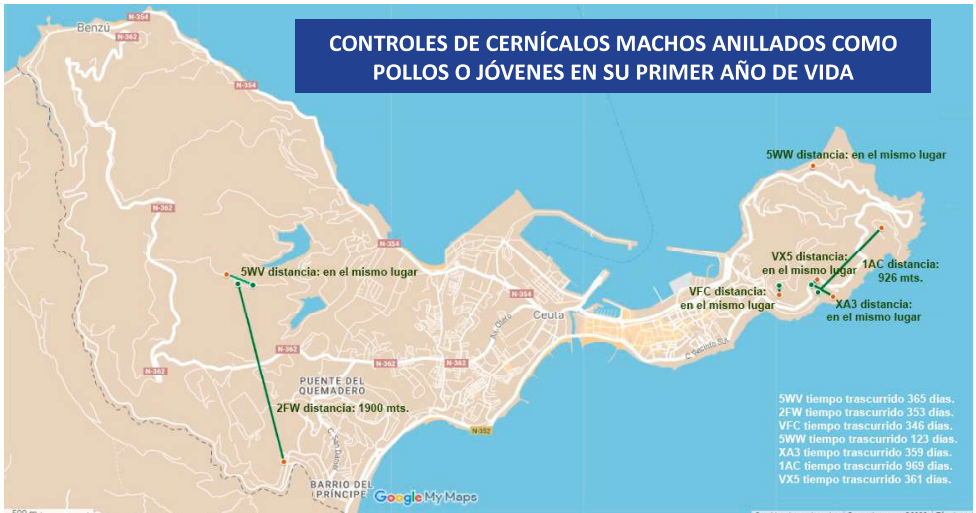 CONTROLES DE CERNÍCALOS MACHOS ANILLADOS COMO
POLLOS O JÓVENES EN SU PRIMER AÑO DE VIDA
N-354
Benzú
N-362
N-354
5WW distancia: en el mismo lugar
N-362
N-354
VX5 distancia:
en el mismo lugar
1AC distancia:
926 mts.
5WV distancia: en el mismo lugar
VFC distancia:
en el mismo lugar
N-354
XA3 distancia:
en el mismo lugar
Ceuta
Av. Otero
N-362
N-362
N-362
N-362
PUENTE DEL
QUEMADERO
2FW distancia: 1900 mts.
N-352
5WV tiempo trascurrido 365 días.
2FW tiempo trascurrido 353 días.
VFC tiempo trascurrido 346 días.
5WW tiempo trascurrido 123 días.
XA3 tiempo trascurrido 359 días.
1AC tiempo trascurrido 969 días.
VX5 tiempo trascurrido 361 días.
BARRIO DEL
PRÍNCIPE
Google My Maps